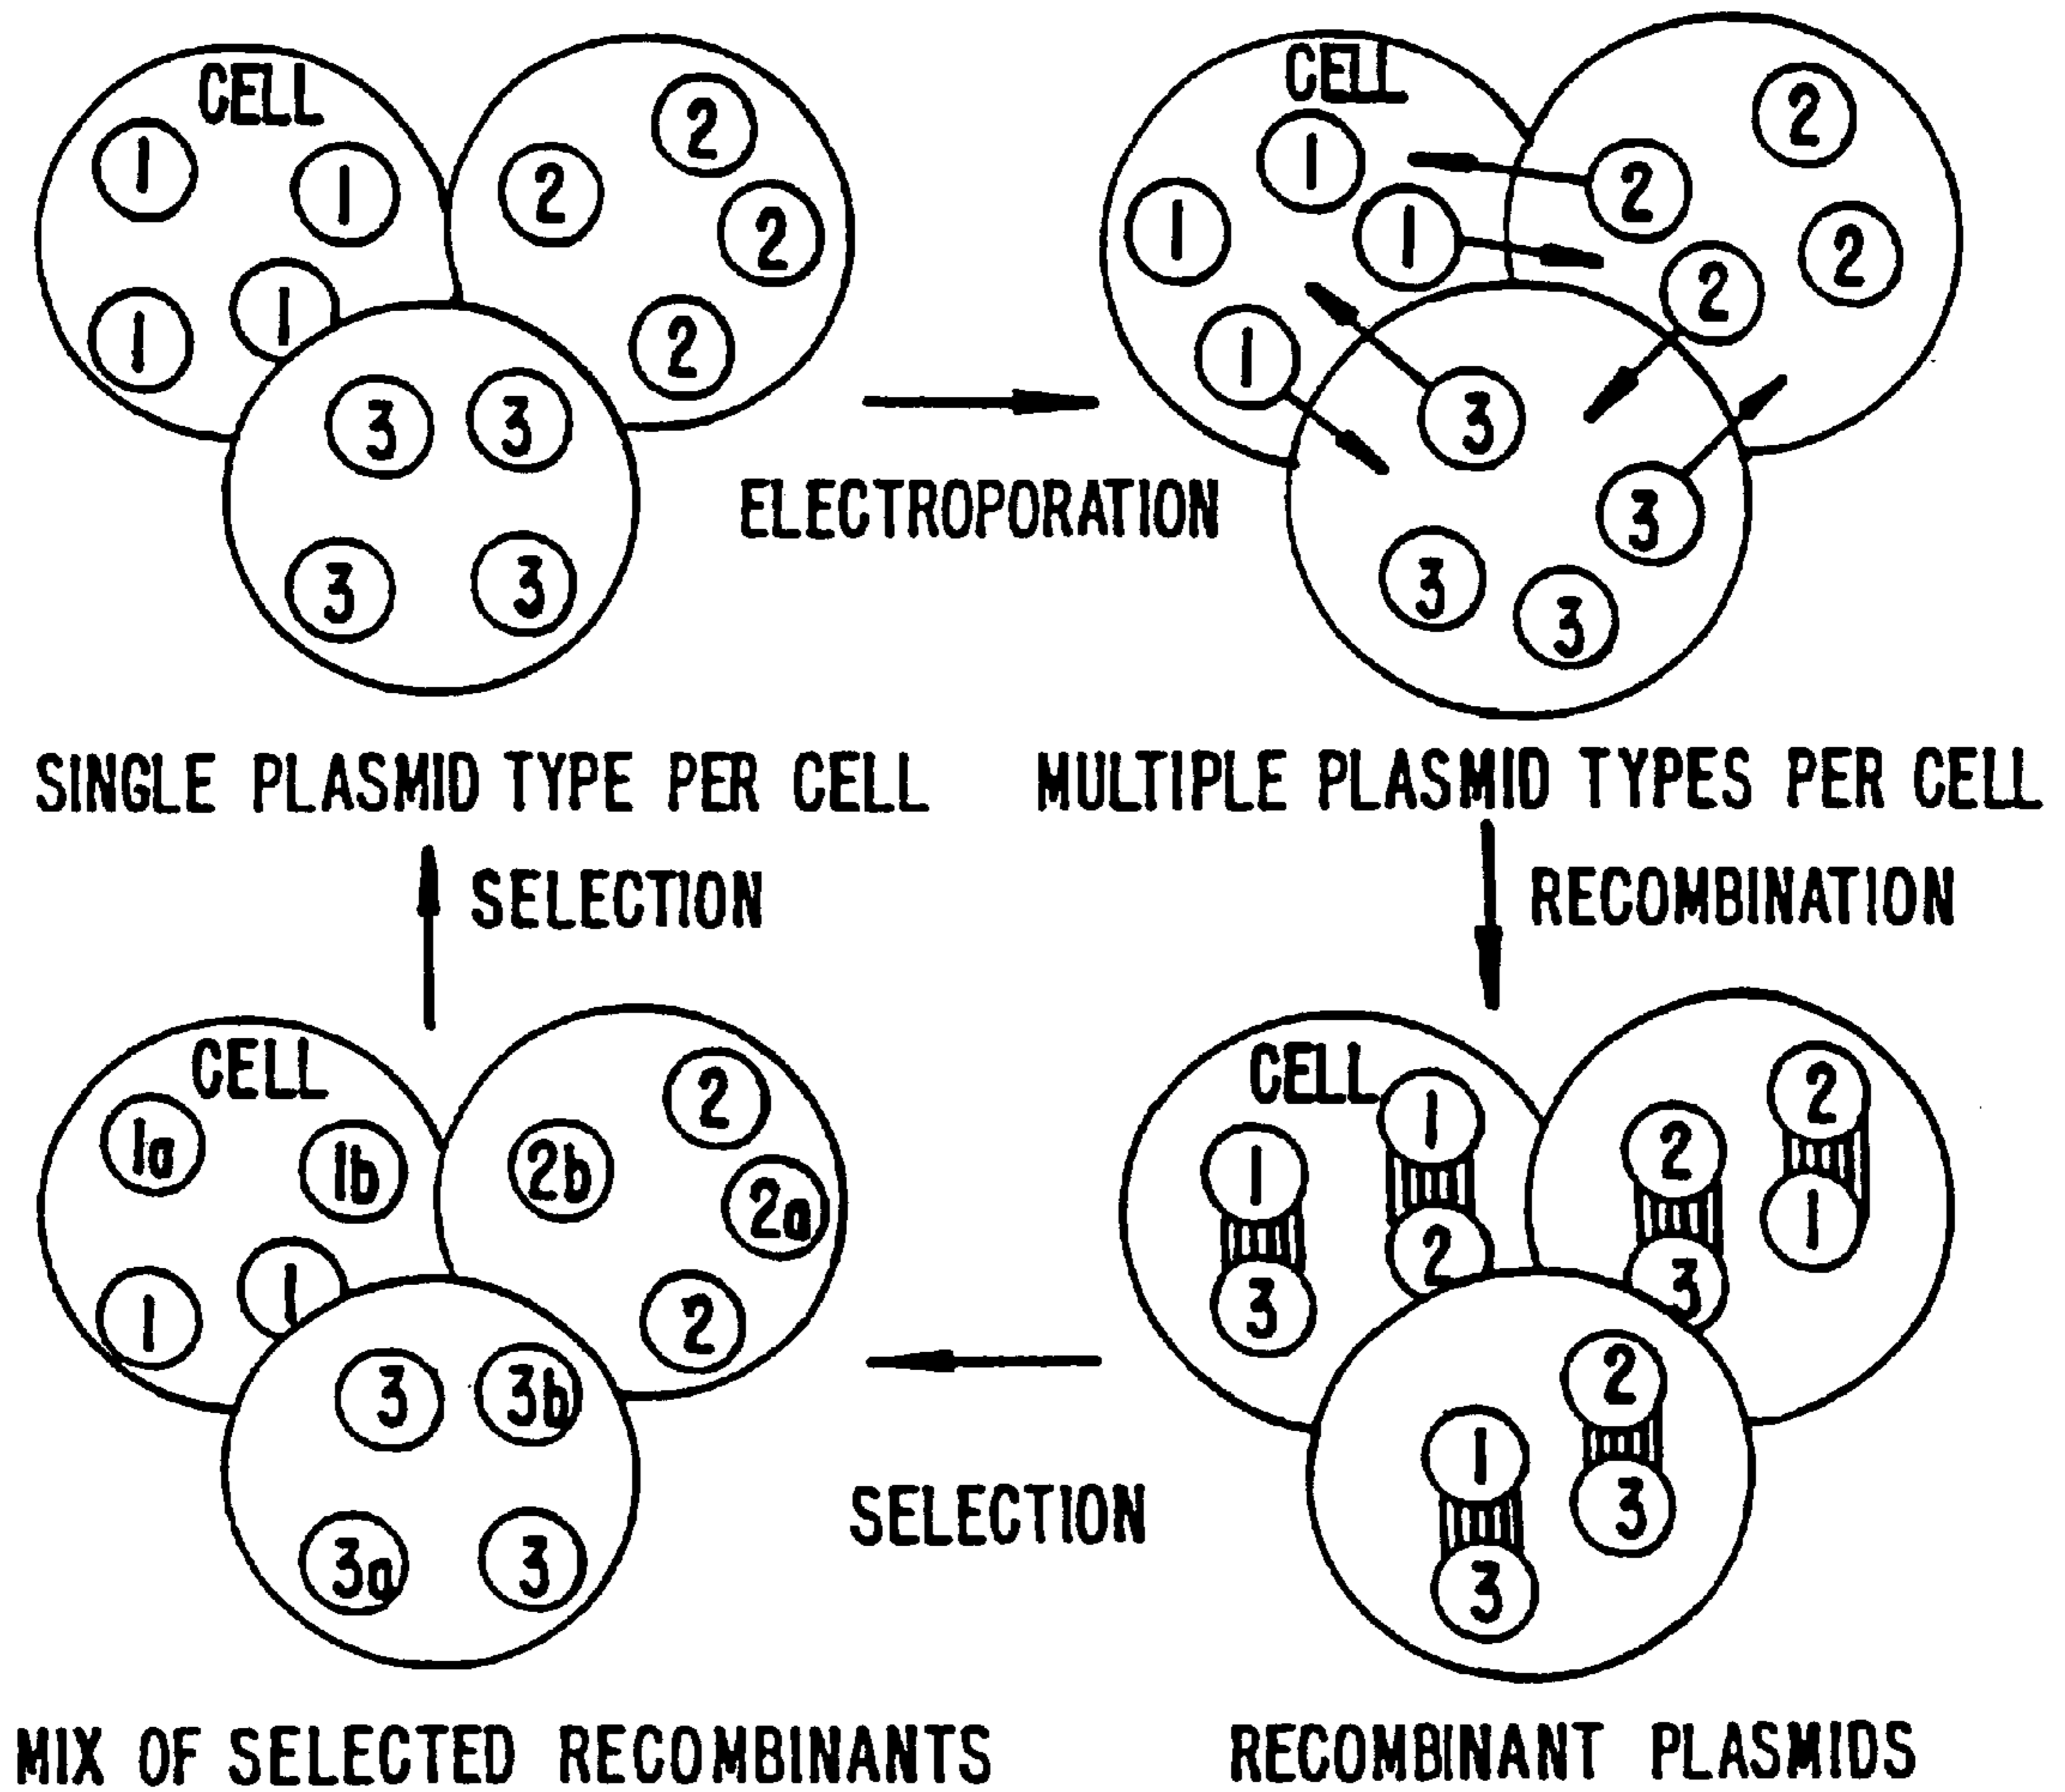 CELL
1 1 1 1
2 2 2 2
3 3
3 3
CELL
1 1 1 1
2 2 2 2
3 3
3 3
ELECTROPORATION
SINGLE PLASMID TYPE PER CELL
MULTIPLE PLASMID TYPES PER CELL
SELECTION
RECOMBINATION
CELL
1a 1b
1 1
2 2b 2a 2
3 3b
3a 3
CELL
1 1
3 2
2 2
3 1
1 2
3 3
SELECTION
MIX OF SELECTED RECOMBINANTS
RECOMBINANT PLASMIDS